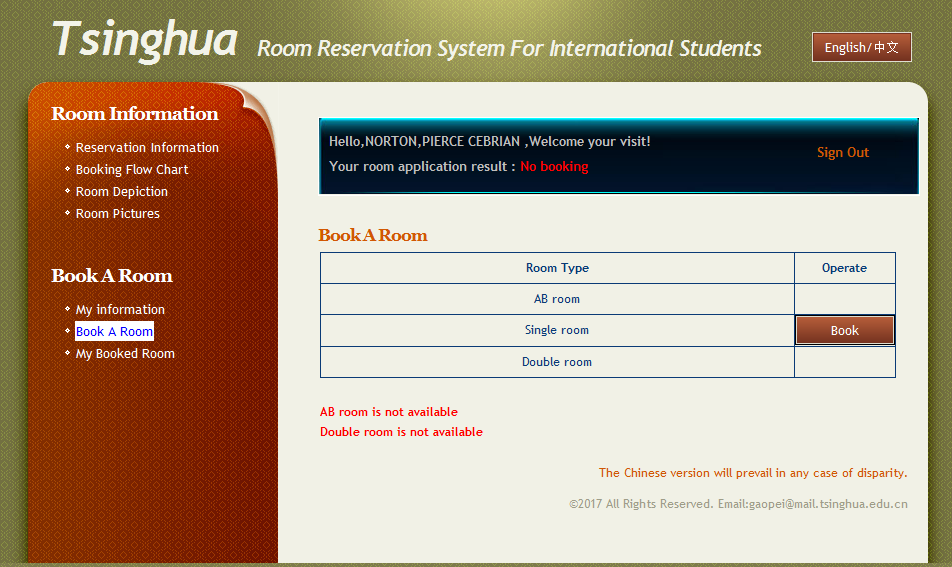 Tsinghua Room Reservation System For International Students
English/中文
Room Information
Reservation Information
Booking Flow Chart
Room Depiction
Room Pictures
Book A Room
My information
Book A Room
My Booked Room
Hello,NORTON,PIERCE CEBRIAN ,Welcome your visit!
Your room application result : No booking
Sign Out
Book A Room
Room Type Operate
AB room
Single room Book
Double room
AB room is not available
Double room is not available
The Chinese version will prevail in any case of disparity.
©2017 All Rights Reserved. Email:gaopei@mail.tsinghua.edu.cn